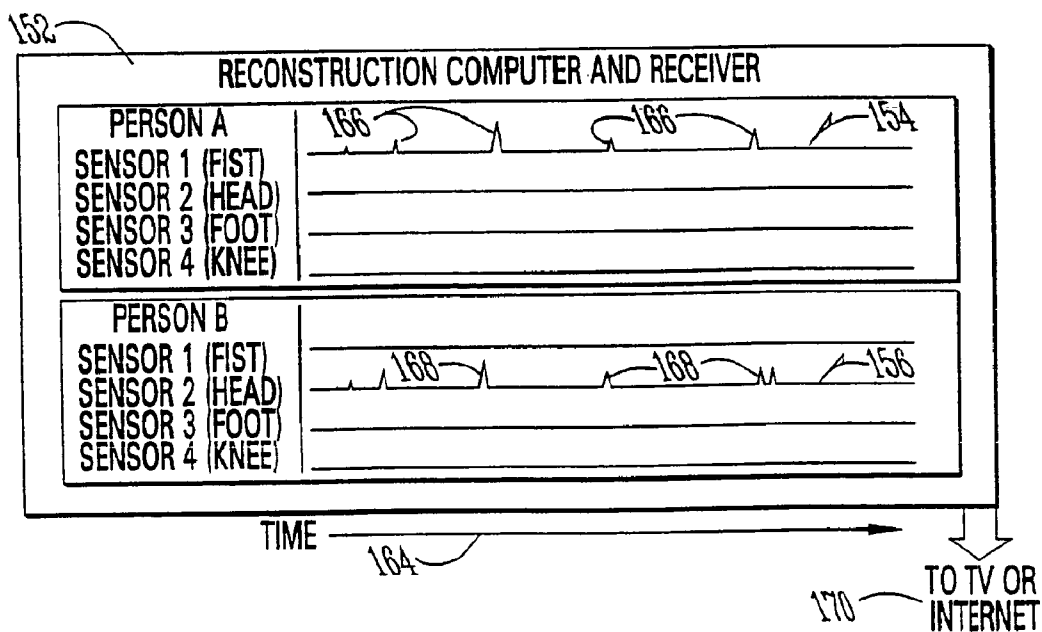 152
RECONSTRUCTION COMPUTER AND RECEIVER
PERSON A
166
166
154
SENSOR 1 (FIST)
SENSOR 2 (HEAD)
SENSOR 3 (FOOT)
SENSOR 4 (KNEE)
PERSON B
SENSOR 1 (FIST)
168
168
156
SENSOR 2 (HEAD)
SENSOR 3 (FOOT)
SENSOR 4 (KNEE)
TIME
164
170
TO TV OR
INTERNET